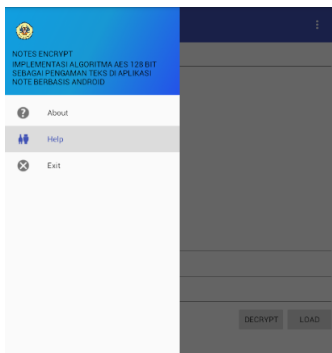 NOTES ENCRYPT
IMPLEMENTASI ALGORITMA AES 128 BIT
SEBAGAI PENGAMAN TEKS DI APLIKASI
NOTE BERBASIS ANDROID
About
Help
Exit
DECRYPT LOAD